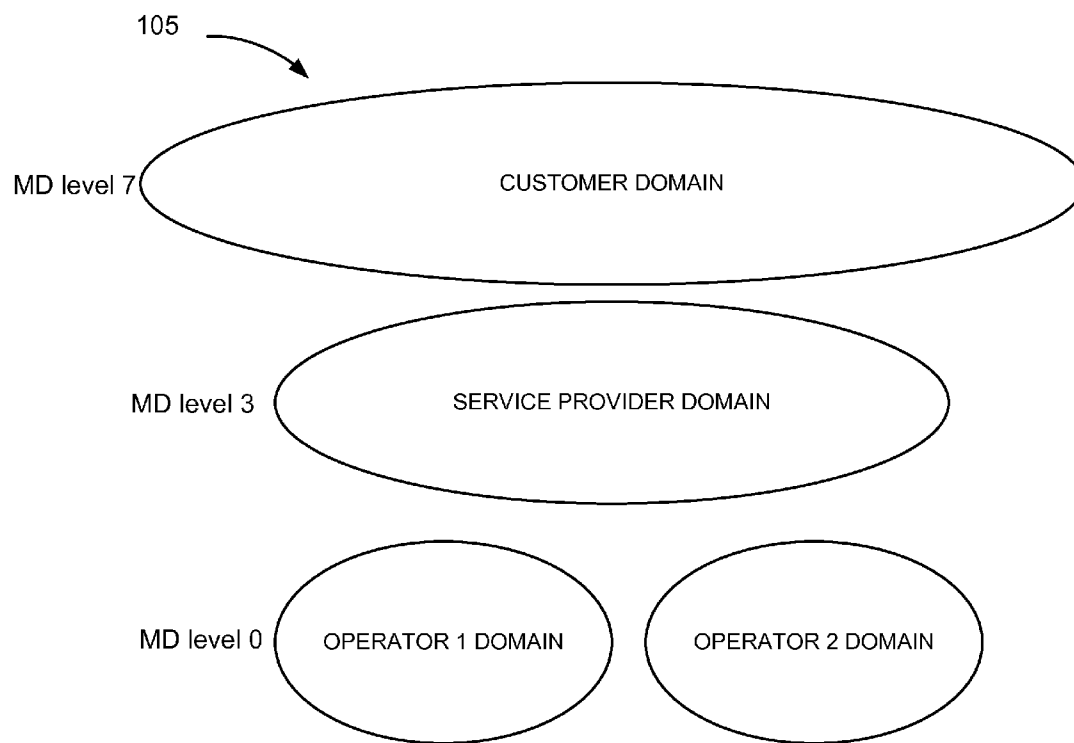 105
MD level 7
CUSTOMER DOMAIN
MD level 3
SERVICE PROVIDER DOMAIN
MD level 0
OPERATOR 1 DOMAIN
OPERATOR 2 DOMAIN